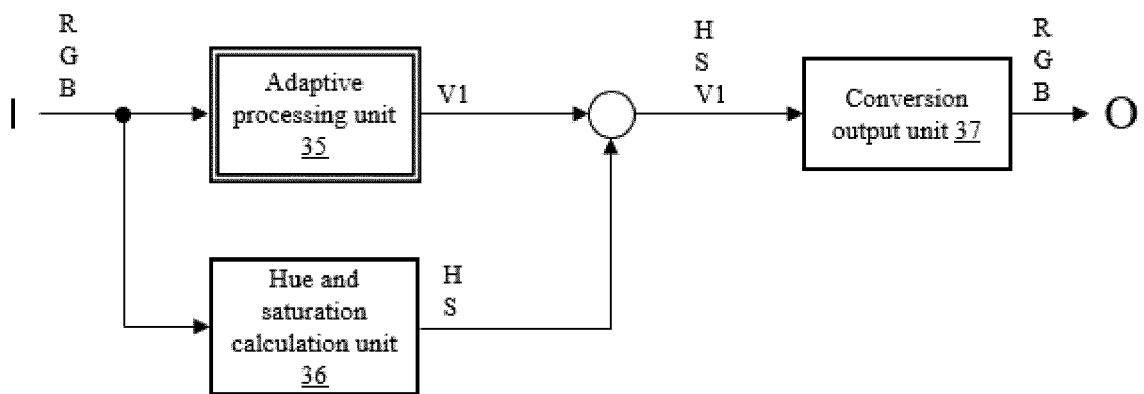 R
G
B
I
Adaptive
processing unit
35
V1
Hue and
saturation
calculation unit
36
H
S
H
S
V1
Conversion
output unit 37
R
G
B
O